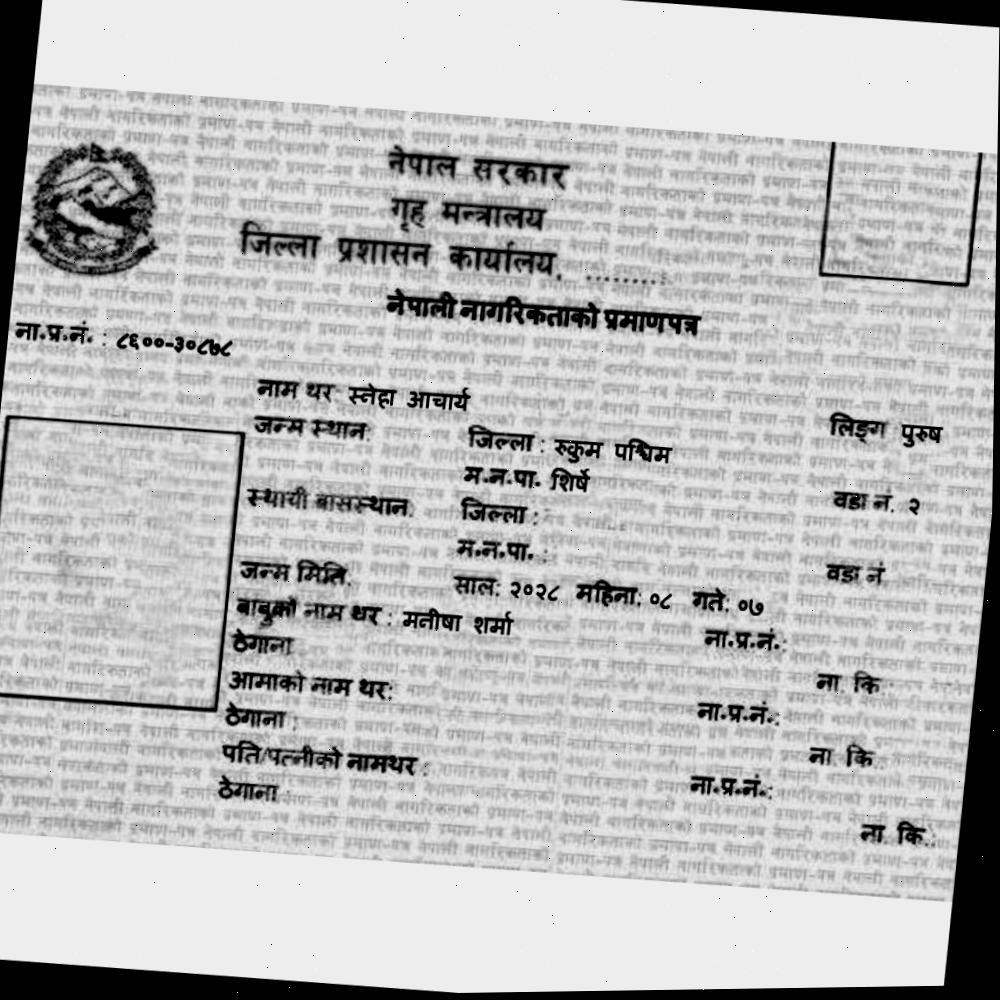 नेपाल सरकार
गृह मन्त्रालय
जिल्ला प्रशासन कार्यालय, .........
नेपाली नागरिकताको प्रमाणपत्र
ना.प्र.नं. : ८६००-३०८७८
नाम थर: स्नेहा आचार्य लिङ्ग पुरुष
जन्म स्थान: जिल्ला : रुकुम पश्चिम
म.न.पा. शिर्षे वडा नं. २
स्थायी बासस्थान: जिल्ला :
म.न.पा. : वडा नं
जन्म मिति: साल: २०२८ महिना: ०८ गते: ०७
बाबुको नाम थर : मनीषा शर्मा ना.प्र.नं.:
ठेगाना ना. कि.:
आमाको नाम थर: ना.प्र.नं.:
ठेगाना : ना. कि.
पति/पत्नीको नामथर : ना.प्र.नं.:
ठेगाना : ना. कि.: